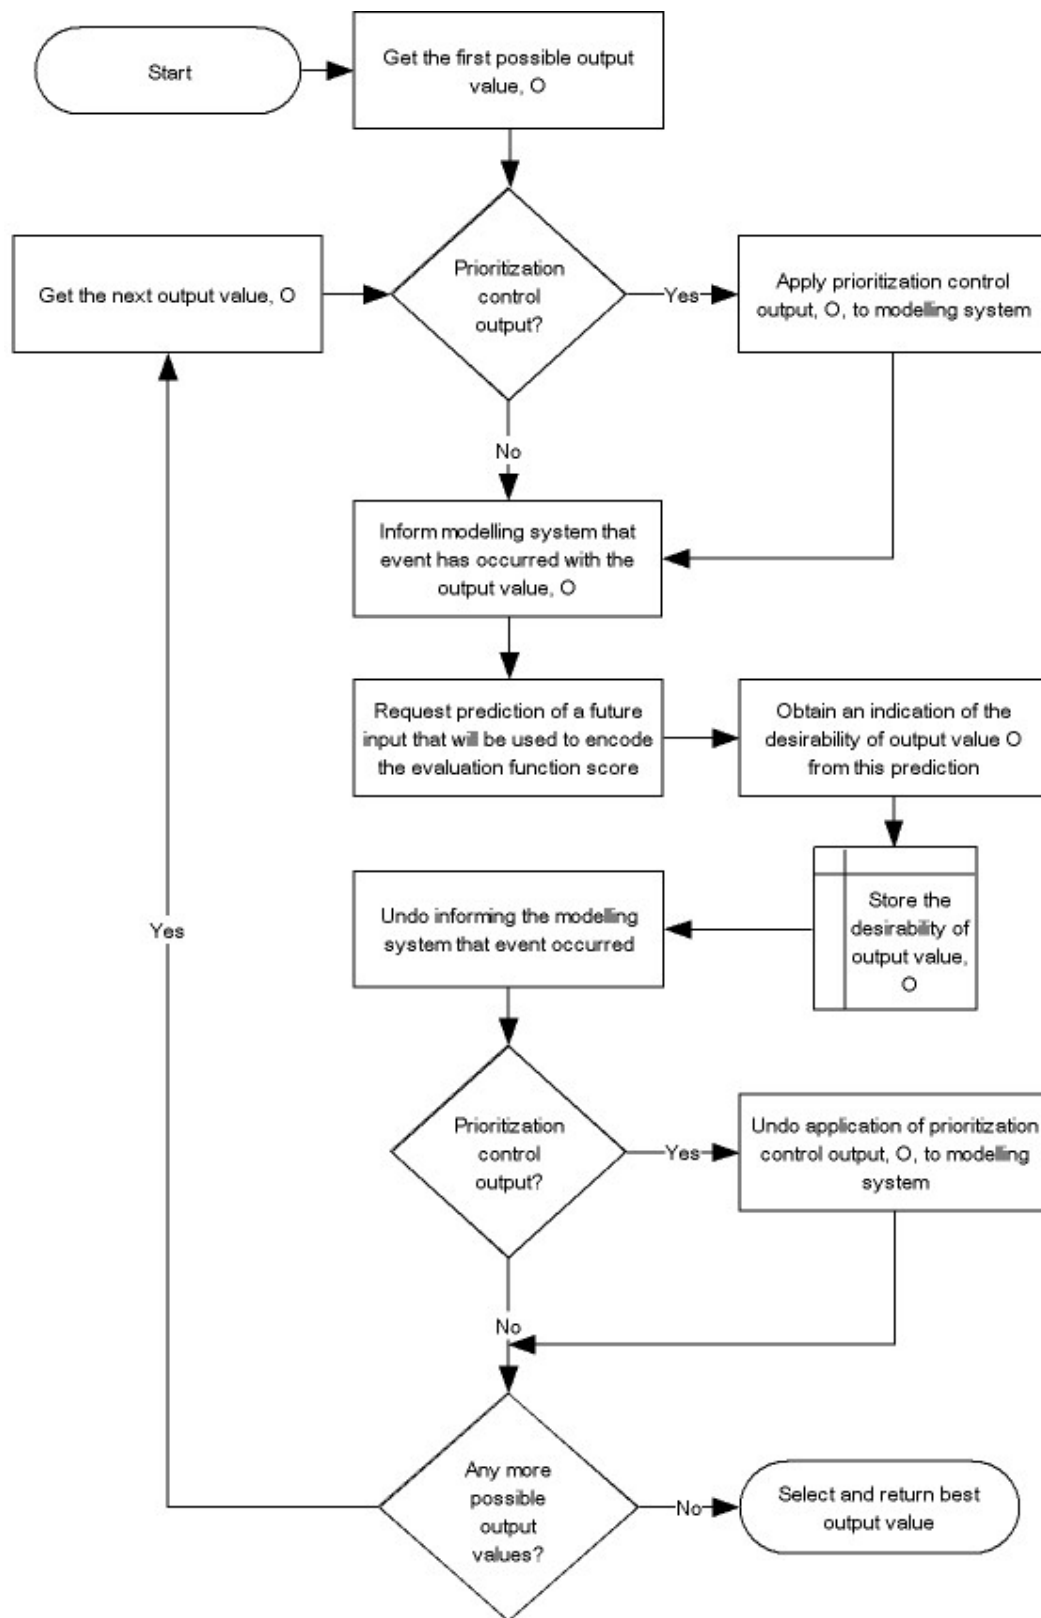 Start
Get the first possible output
value, O
Get the next output value, O
Prioritization
control
output?
Yes
Apply prioritization control
output, O, to modelling system
No
Inform modelling system that
event has occurred with the
output value, O
Request prediction of a future
input that will be used to encode
the evaluation function score
Obtain an indication of the
desirability of output value O
from this prediction
Store the
desirability of
output value,
O
Undo informing the modelling
system that event occurred
Yes
Prioritization
control
output?
Yes
Undo application of prioritization
control output, O, to modelling
system
No
Any more
possible
output
values?
No
Select and return best
output value